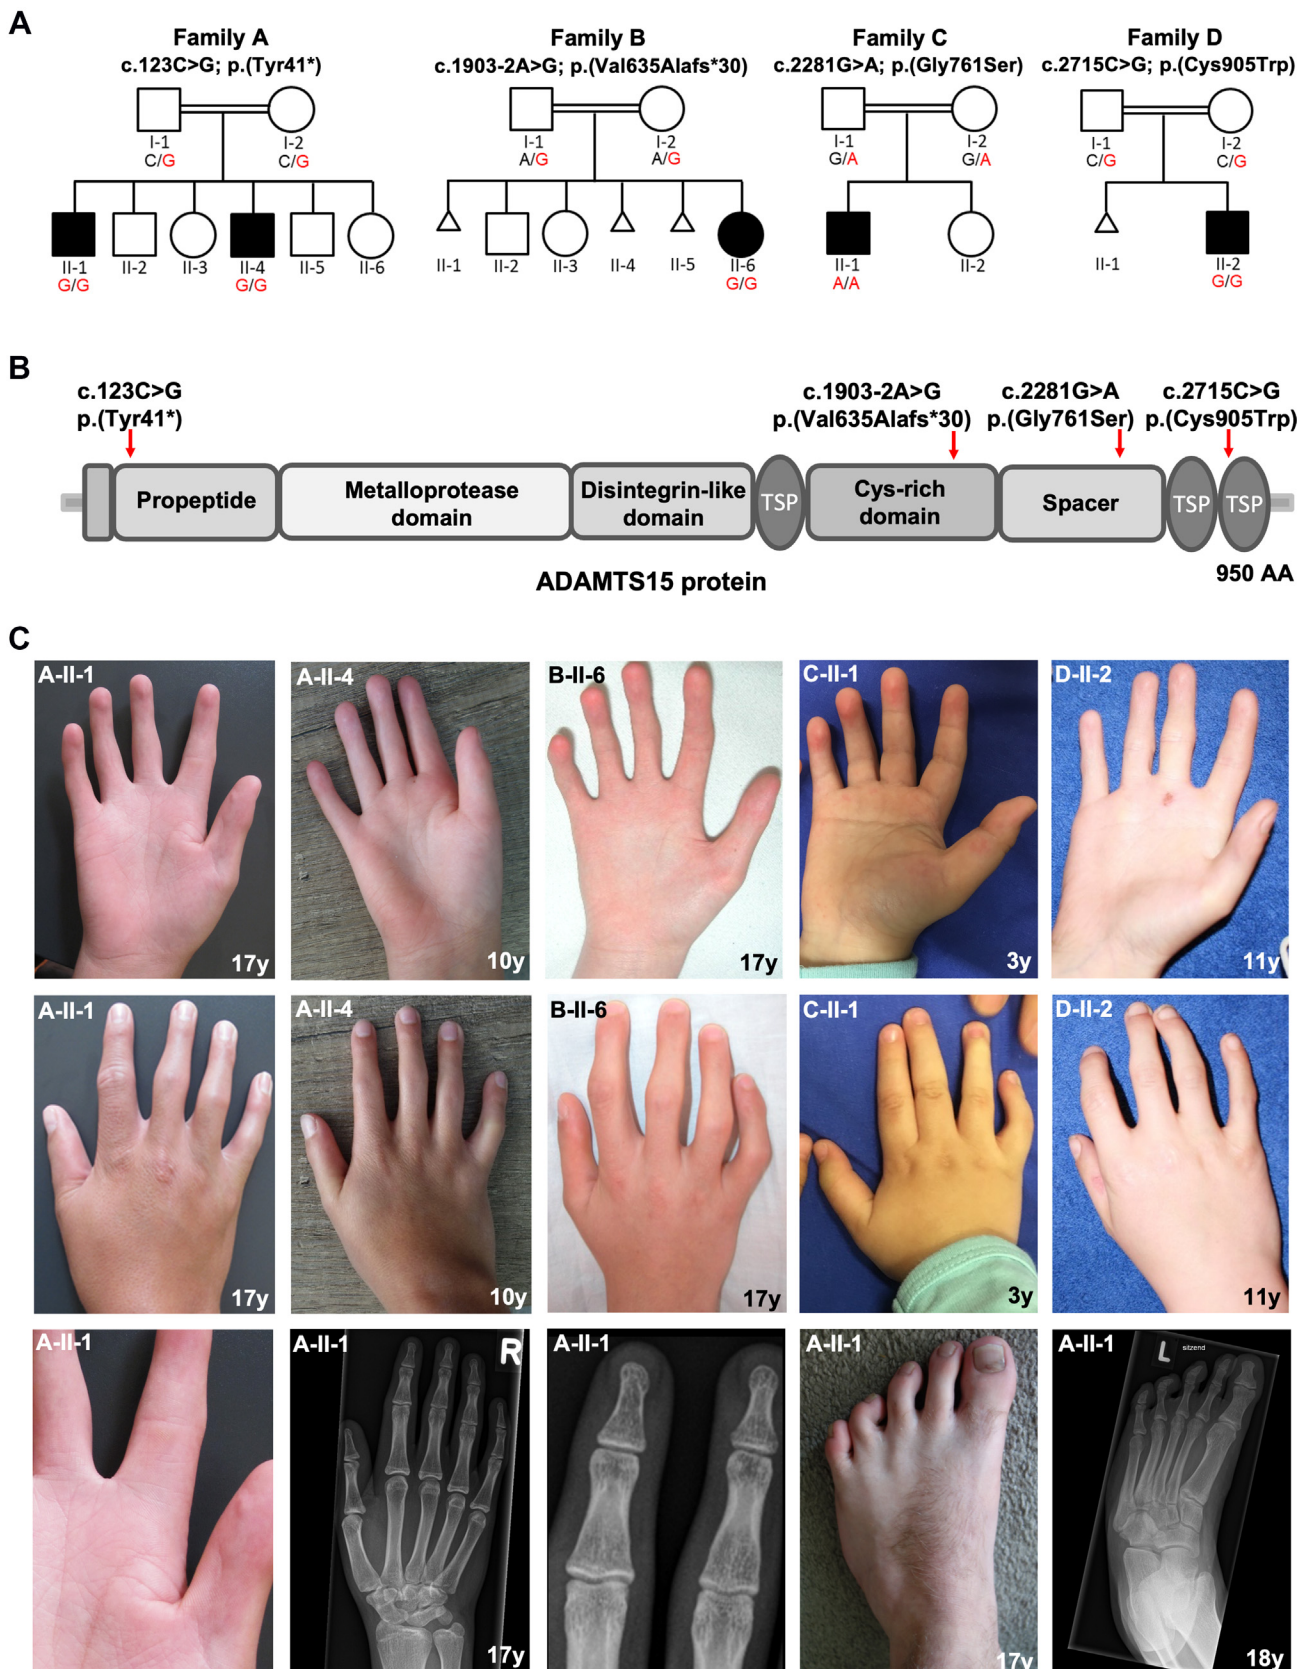 A
Family A
c.123C>G; p.(Tyr41*)
I-1
C/G
I-2
C/G
II-1
G/G
II-2
II-3
II-4
G/G
II-5
II-6
Family B
c.1903-2A>G; p.(Val635Alafs*30)
I-1
A/G
I-2
A/G
II-1
II-2
II-3
II-4
II-5
II-6
G/G
Family C
c.2281G>A; p.(Gly761Ser)
I-1
G/A
I-2
G/A
II-1
A/A
II-2
Family D
c.2715C>G; p.(Cys905Trp)
I-1
C/G
I-2
C/G
II-1
II-2
G/G
B
c.123C>G
p.(Tyr41*)
c.1903-2A>G
p.(Val635Alafs*30)
c.2281G>A
p.(Gly761Ser)
c.2715C>G
p.(Cys905Trp)
Propeptide
Metalloprotease
domain
Disintegrin-like
domain
TSP
Cys-rich
domain
Spacer
TSP
TSP
ADAMTS15 protein
950 AA
C
A-II-1
17y
A-II-4
10y
B-II-6
17y
C-II-1
3y
D-II-2
11y
A-II-1
17y
A-II-4
10y
B-II-6
17y
C-II-1
3y
D-II-2
11y
A-II-1
A-II-1
R
17y
A-II-1
A-II-1
17y
A-II-1
L
sitzend
18y